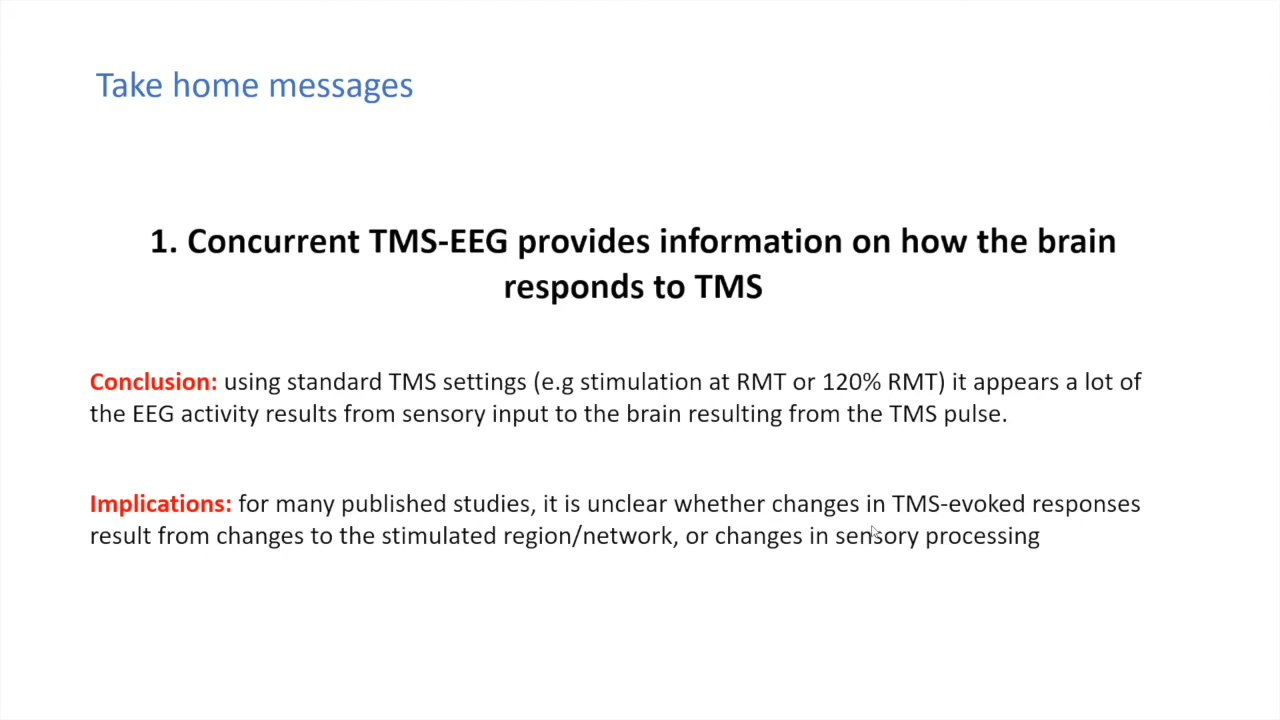 Take home messages
1. Concurrent TMS-EEG provides information on how the brain
responds to TMS
Conclusion: using standard TMS settings (e.g stimulation at RMT or 120% RMT) it appears a lot of
the EEG activity results from sensory input to the brain resulting from the TMS pulse.
Implications: for many published studies, it is unclear whether changes in TMS-evoked responses
result from changes to the stimulated region/network, or changes in sensory processing